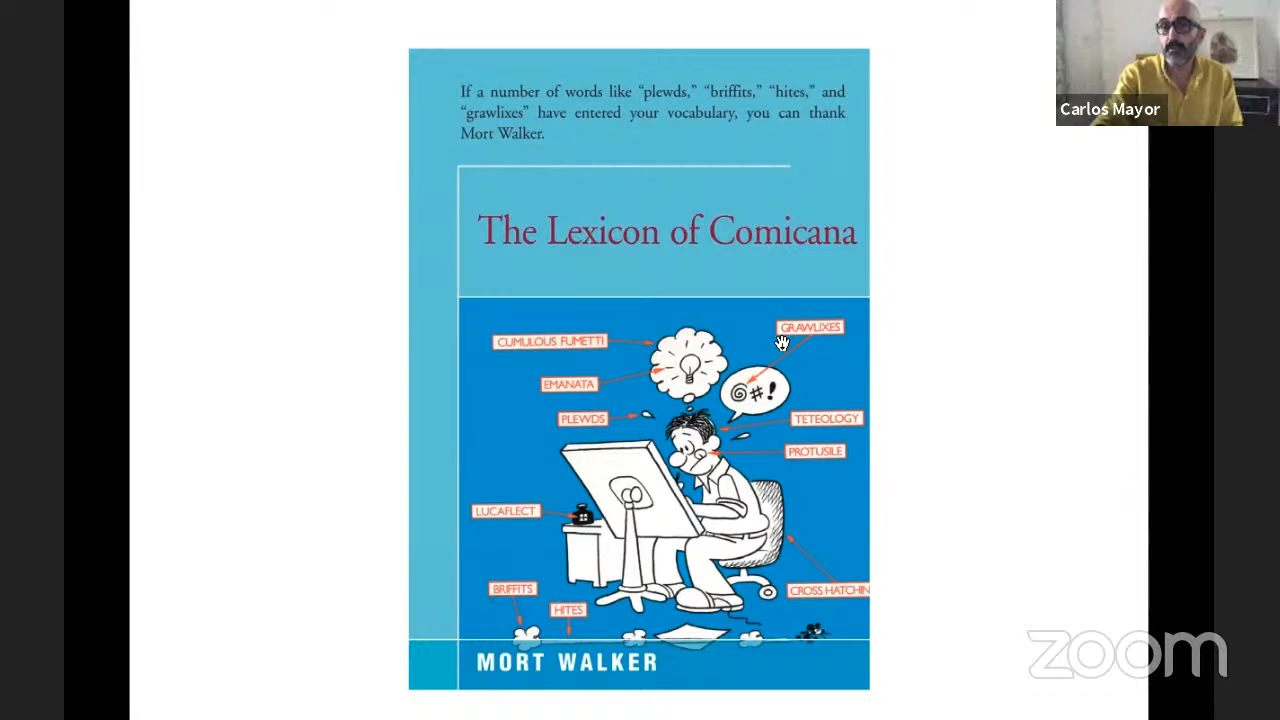 If a number of words like “plewds,” “briffits,” “hites,” and
“grawlixes” have entered your vocabulary, you can thank
Mort Walker.
The Lexicon of Comicana
GRAWLIXES
CUMULOUS FUMETTI
EMANATA
PLEWDS
@#!
TETEOLOGY
PROTUSILE
LUCAFLECT
BRIFFITS
CROSS HATCHIN
HITES
MORT WALKER
Carlos Mayor
zoom